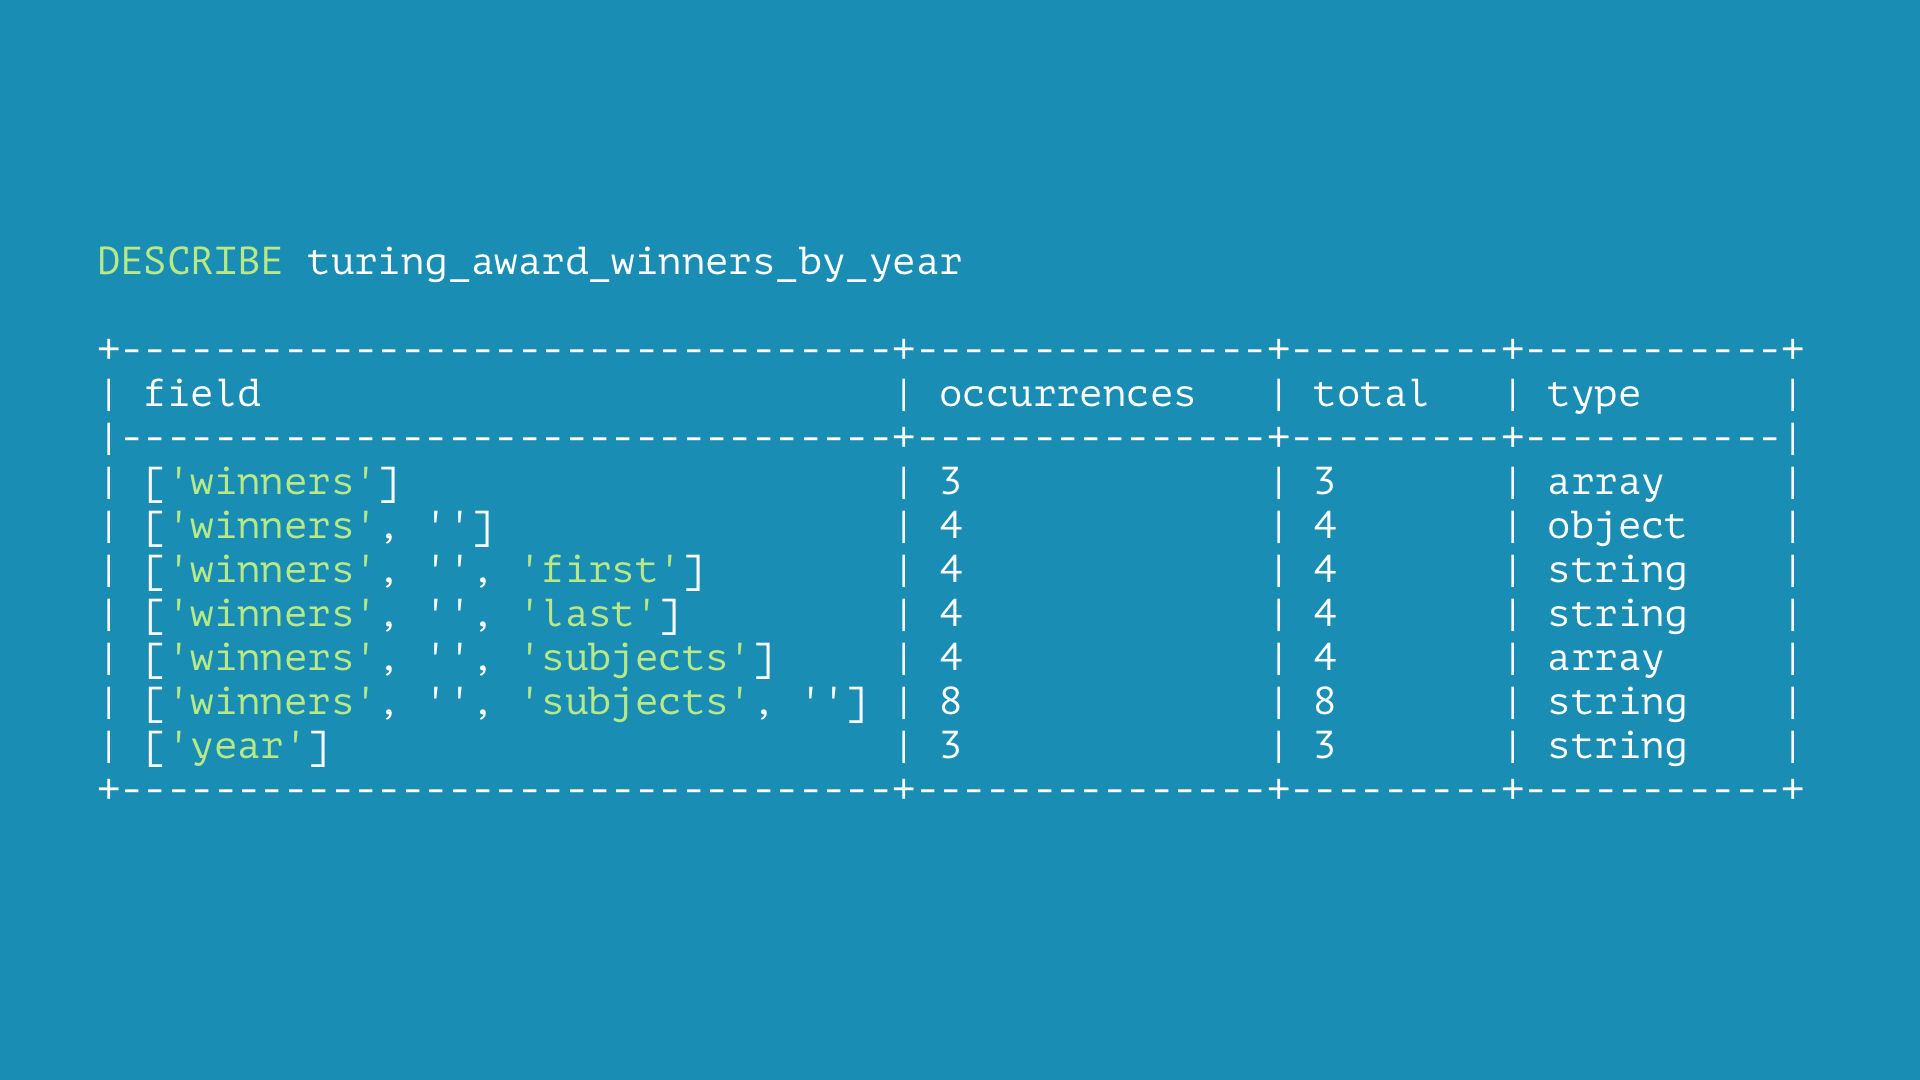 DESCRIBE turing_award_winners_by_year
+---------------------------------+---------------+---------+-----------+
| field                           | occurrences   | total   | type      |
|---------------------------------+---------------+---------+-----------|
| ['winners']                     | 3             | 3       | array     |
| ['winners', '']                 | 4             | 4       | object    |
| ['winners', '', 'first']        | 4             | 4       | string    |
| ['winners', '', 'last']         | 4             | 4       | string    |
| ['winners', '', 'subjects']     | 4             | 4       | array     |
| ['winners', '', 'subjects', ''] | 8             | 8       | string    |
| ['year']                        | 3             | 3       | string    |
+---------------------------------+---------------+---------+-----------+